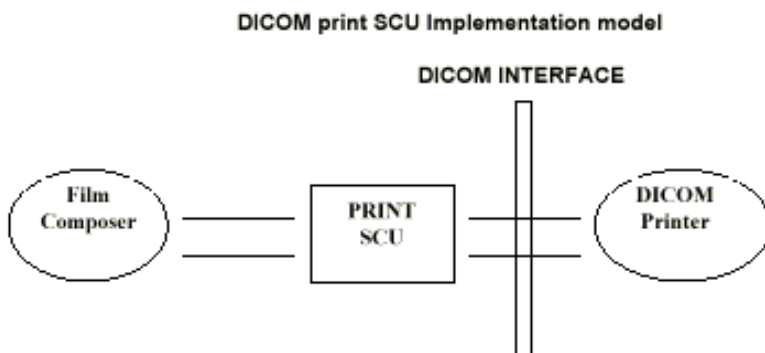 DICOM print SCU Implementation model
DICOM INTERFACE
Film
Composer
PRINT
SCU
DICOM
Printer